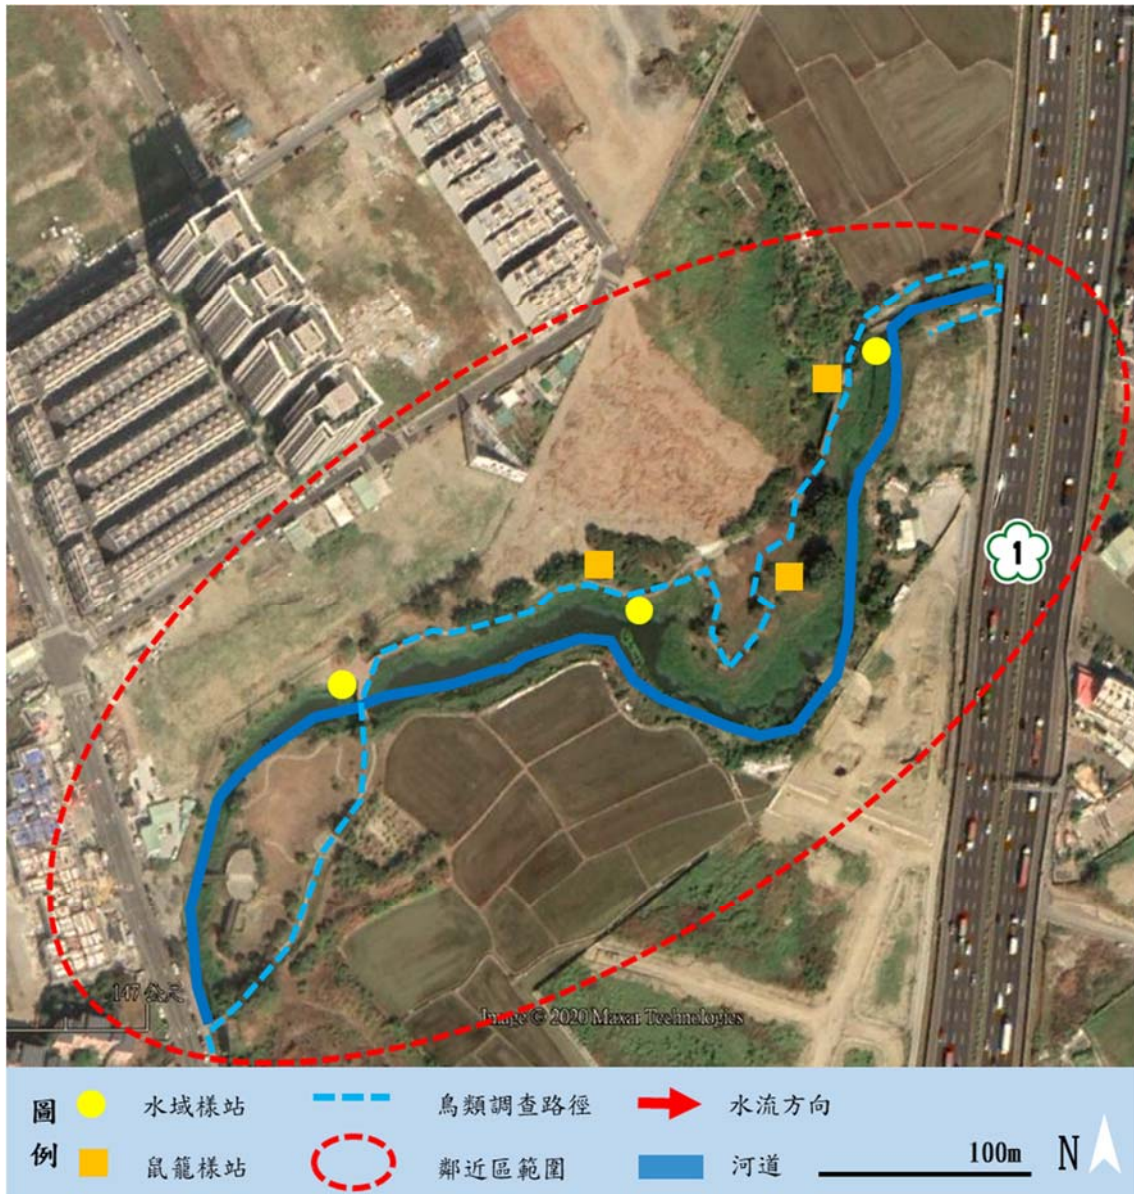 1
147 公尺
Image © 2020 Maxar Technologies
圖例
水域樣站
鳥類調查路徑
水流方向
鼠籠樣站
鄰近區範圍
河道
100m
N